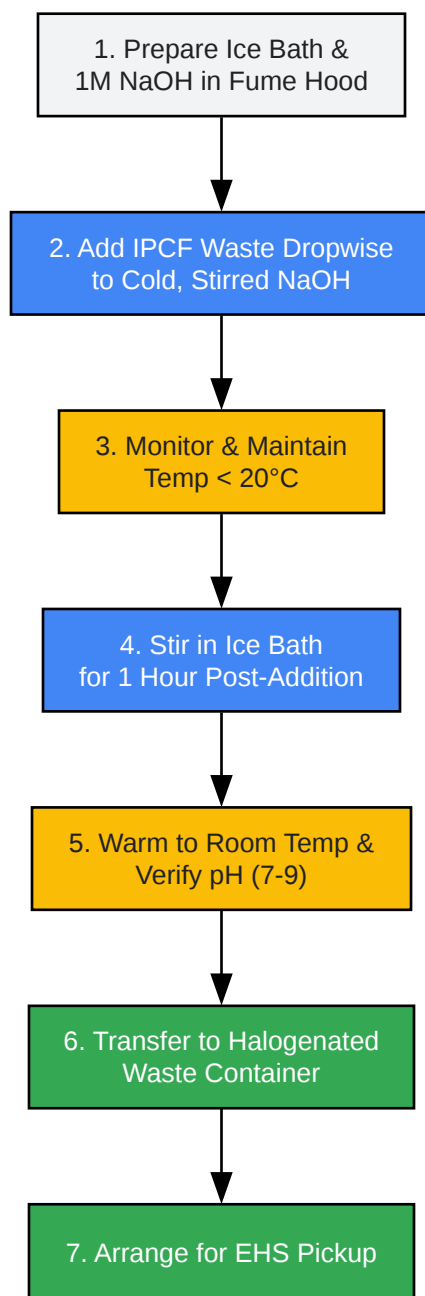 1. Prepare Ice Bath &
1M NaOH in Fume Hood
2. Add IPCF Waste Dropwise
to Cold, Stirred NaOH
3. Monitor & Maintain
Temp < 20°C
4. Stir in Ice Bath
for 1 Hour Post-Addition
5. Warm to Room Temp &
Verify pH (7-9)
6. Transfer to Halogenated
Waste Container
7. Arrange for EHS Pickup